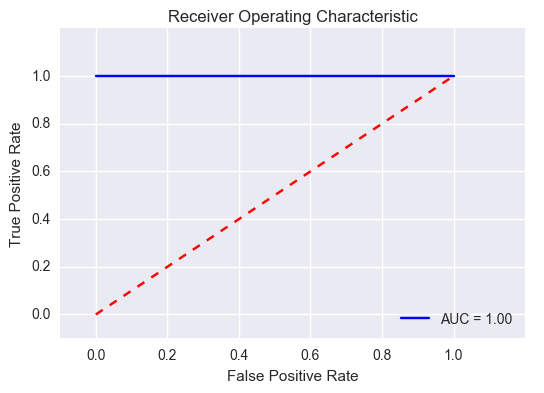 Receiver Operating Characteristic
True Positive Rate
1.0
0.8
0.6
0.4
0.2
0.0
AUC = 1.00
0.0 0.2 0.4 0.6 0.8 1.0
False Positive Rate